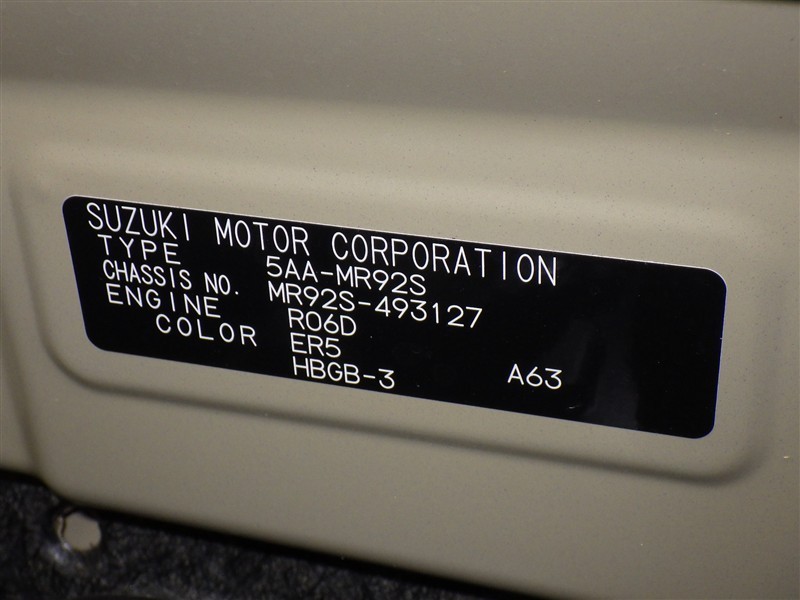 SUZUKI MOTOR CORPORATION
TYPE 5AA-MR92S
CHASSIS NO. MR92S-493127
ENGINE R06D
COLOR ER5
HBGB-3 A63